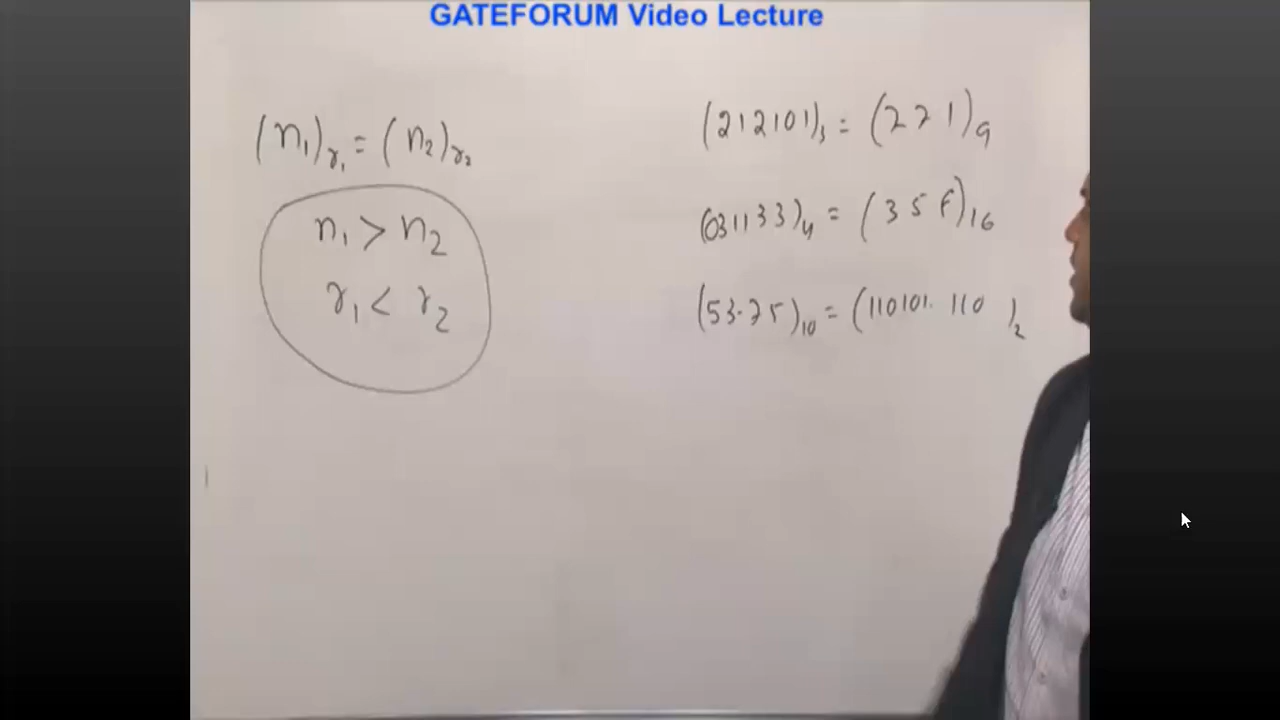 GATEFORUM Video Lecture
(n₁)r₁ = (n₂)r₂
n₁ > n₂
r₁ < r₂
(212101)₃ = (221)₉
(031133)₄ = (35F)₁₆
(53.75)₁₀ = (110101.110 )₂